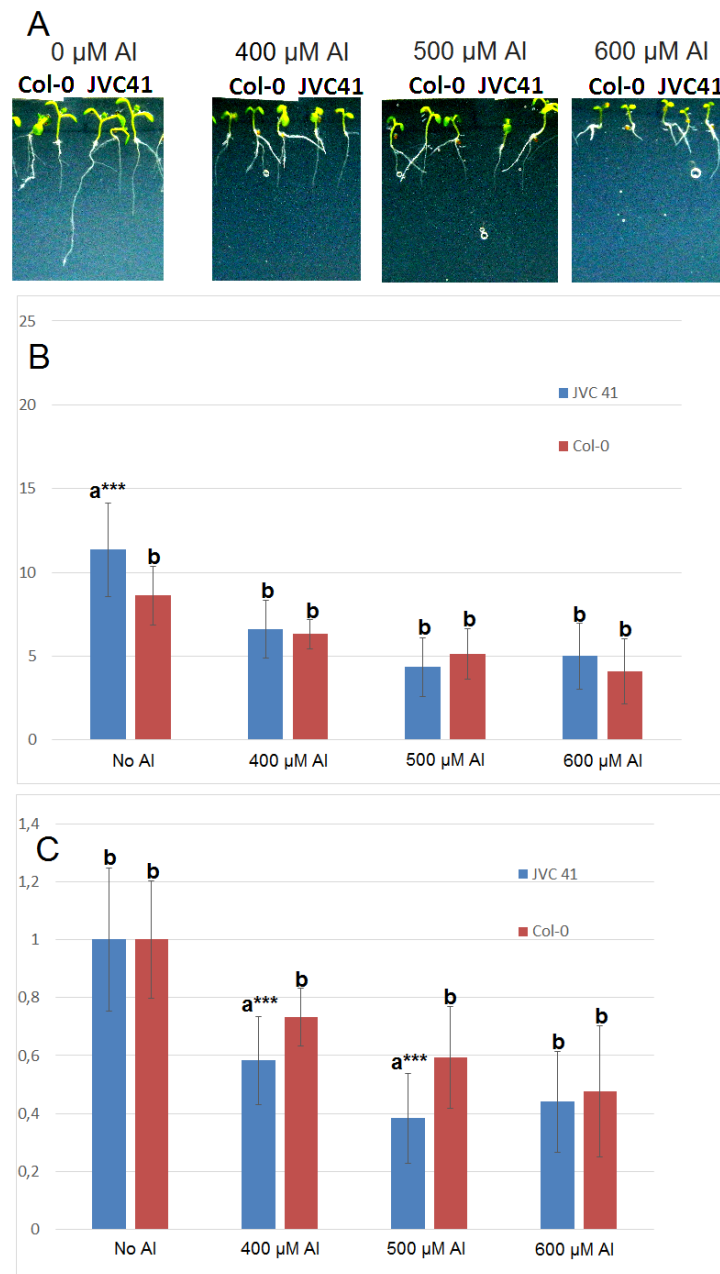 A
0 µM Al 400 µM Al 500 µM Al 600 µM Al
Col-0 JVC41 Col-0 JVC41 Col-0 JVC41 Col-0 JVC41
25
B
JVC 41
20
Col-0
15
a***
b
10
b b
b b
b b
5
0
No Al 400 µM Al 500 µM Al 600 µM Al
1,4
C
b b
JVC 41
1,2
Col-0
1
b
b
0,8
a***
b b
0,6
a***
0,4
0,2
0
No Al 400 µM Al 500 µM Al 600 µM Al